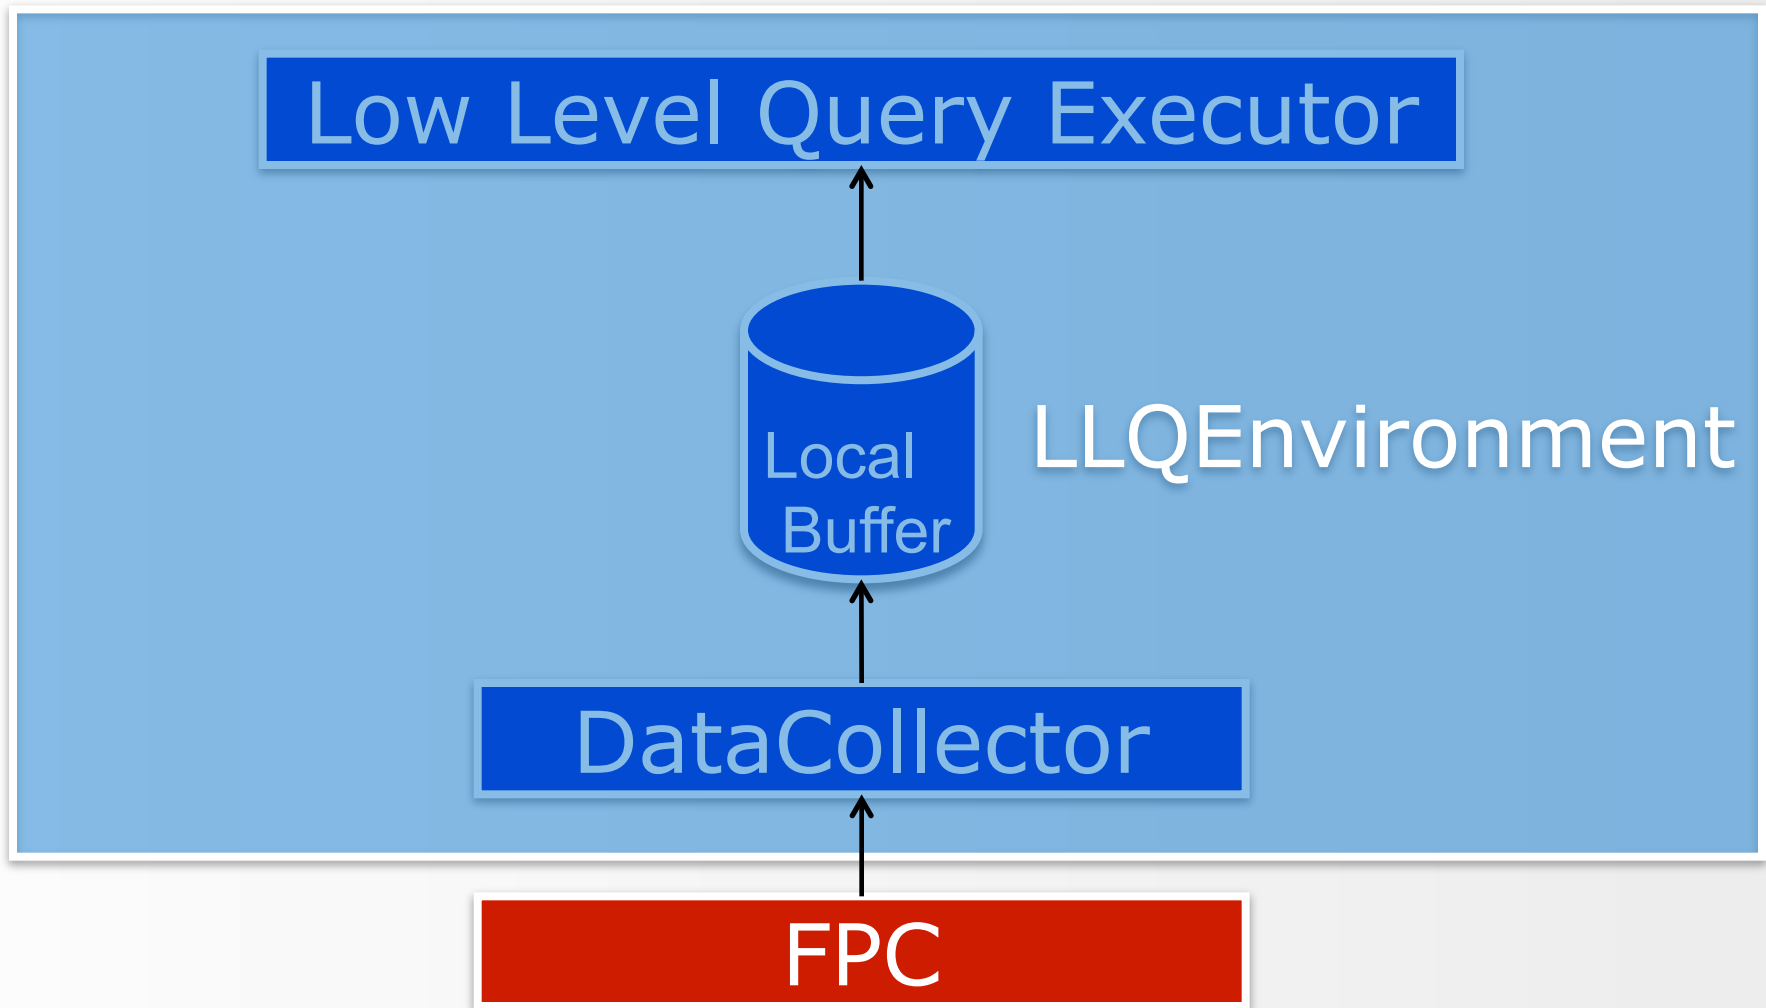 Low Level Query Executor
Local
Buffer
LLQEnvironment
DataCollector
FPC